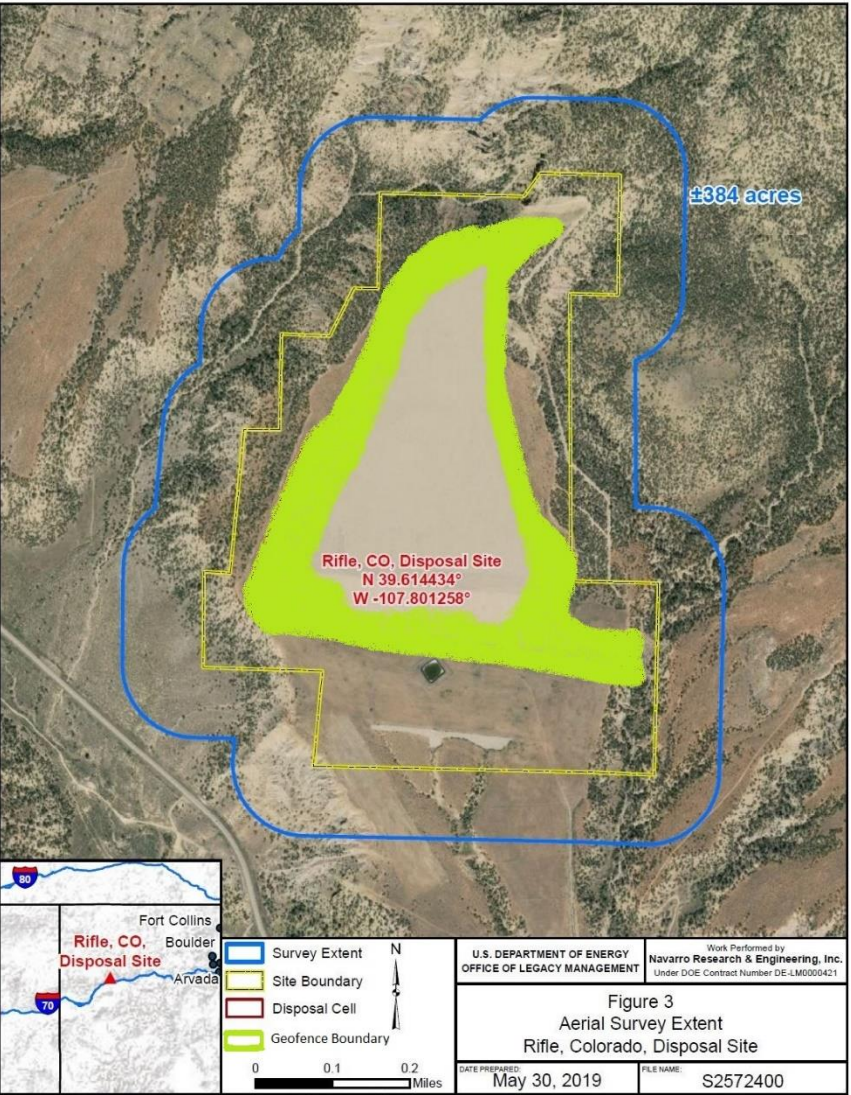 ±384 acres
Rifle, CO, Disposal Site
N 39.614434°
W -107.801258°
80
Fort Collins
Rifle, CO,
Disposal Site
Boulder
Arvada
70
Survey Extent
Site Boundary
Disposal Cell
Geofence Boundary
N
0 0.1 0.2
Miles
U.S. DEPARTMENT OF ENERGY
OFFICE OF LEGACY MANAGEMENT
Work Performed by
Navarro Research & Engineering, Inc.
Under DOE Contract Number DE-LM0000421
Figure 3
Aerial Survey Extent
Rifle, Colorado, Disposal Site
DATE PREPARED:
May 30, 2019
FILE NAME:
S2572400